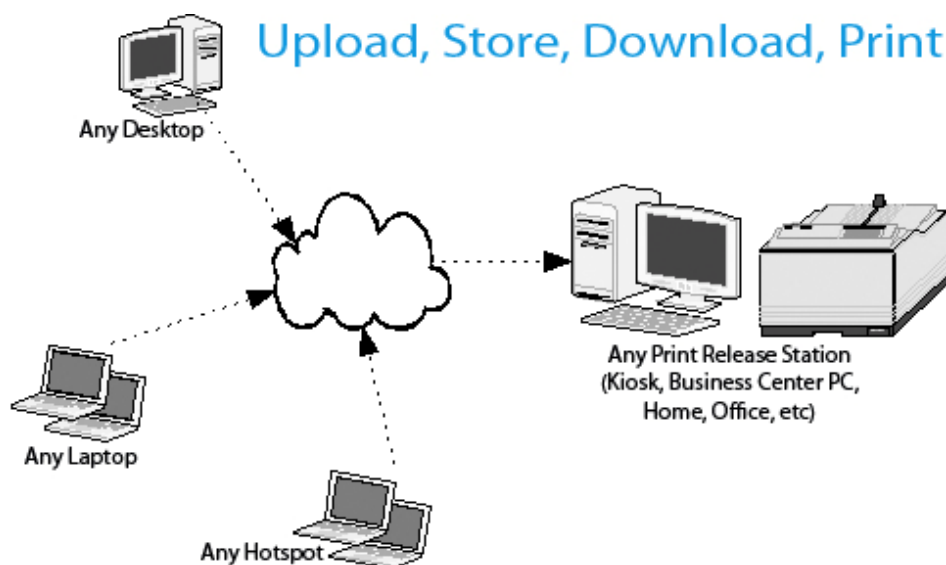 Upload, Store, Download, Print
Any Desktop
Any Print Release Station
(Kiosk, Business Center PC,
Home, Office, etc)
Any Laptop
Any Hotspot